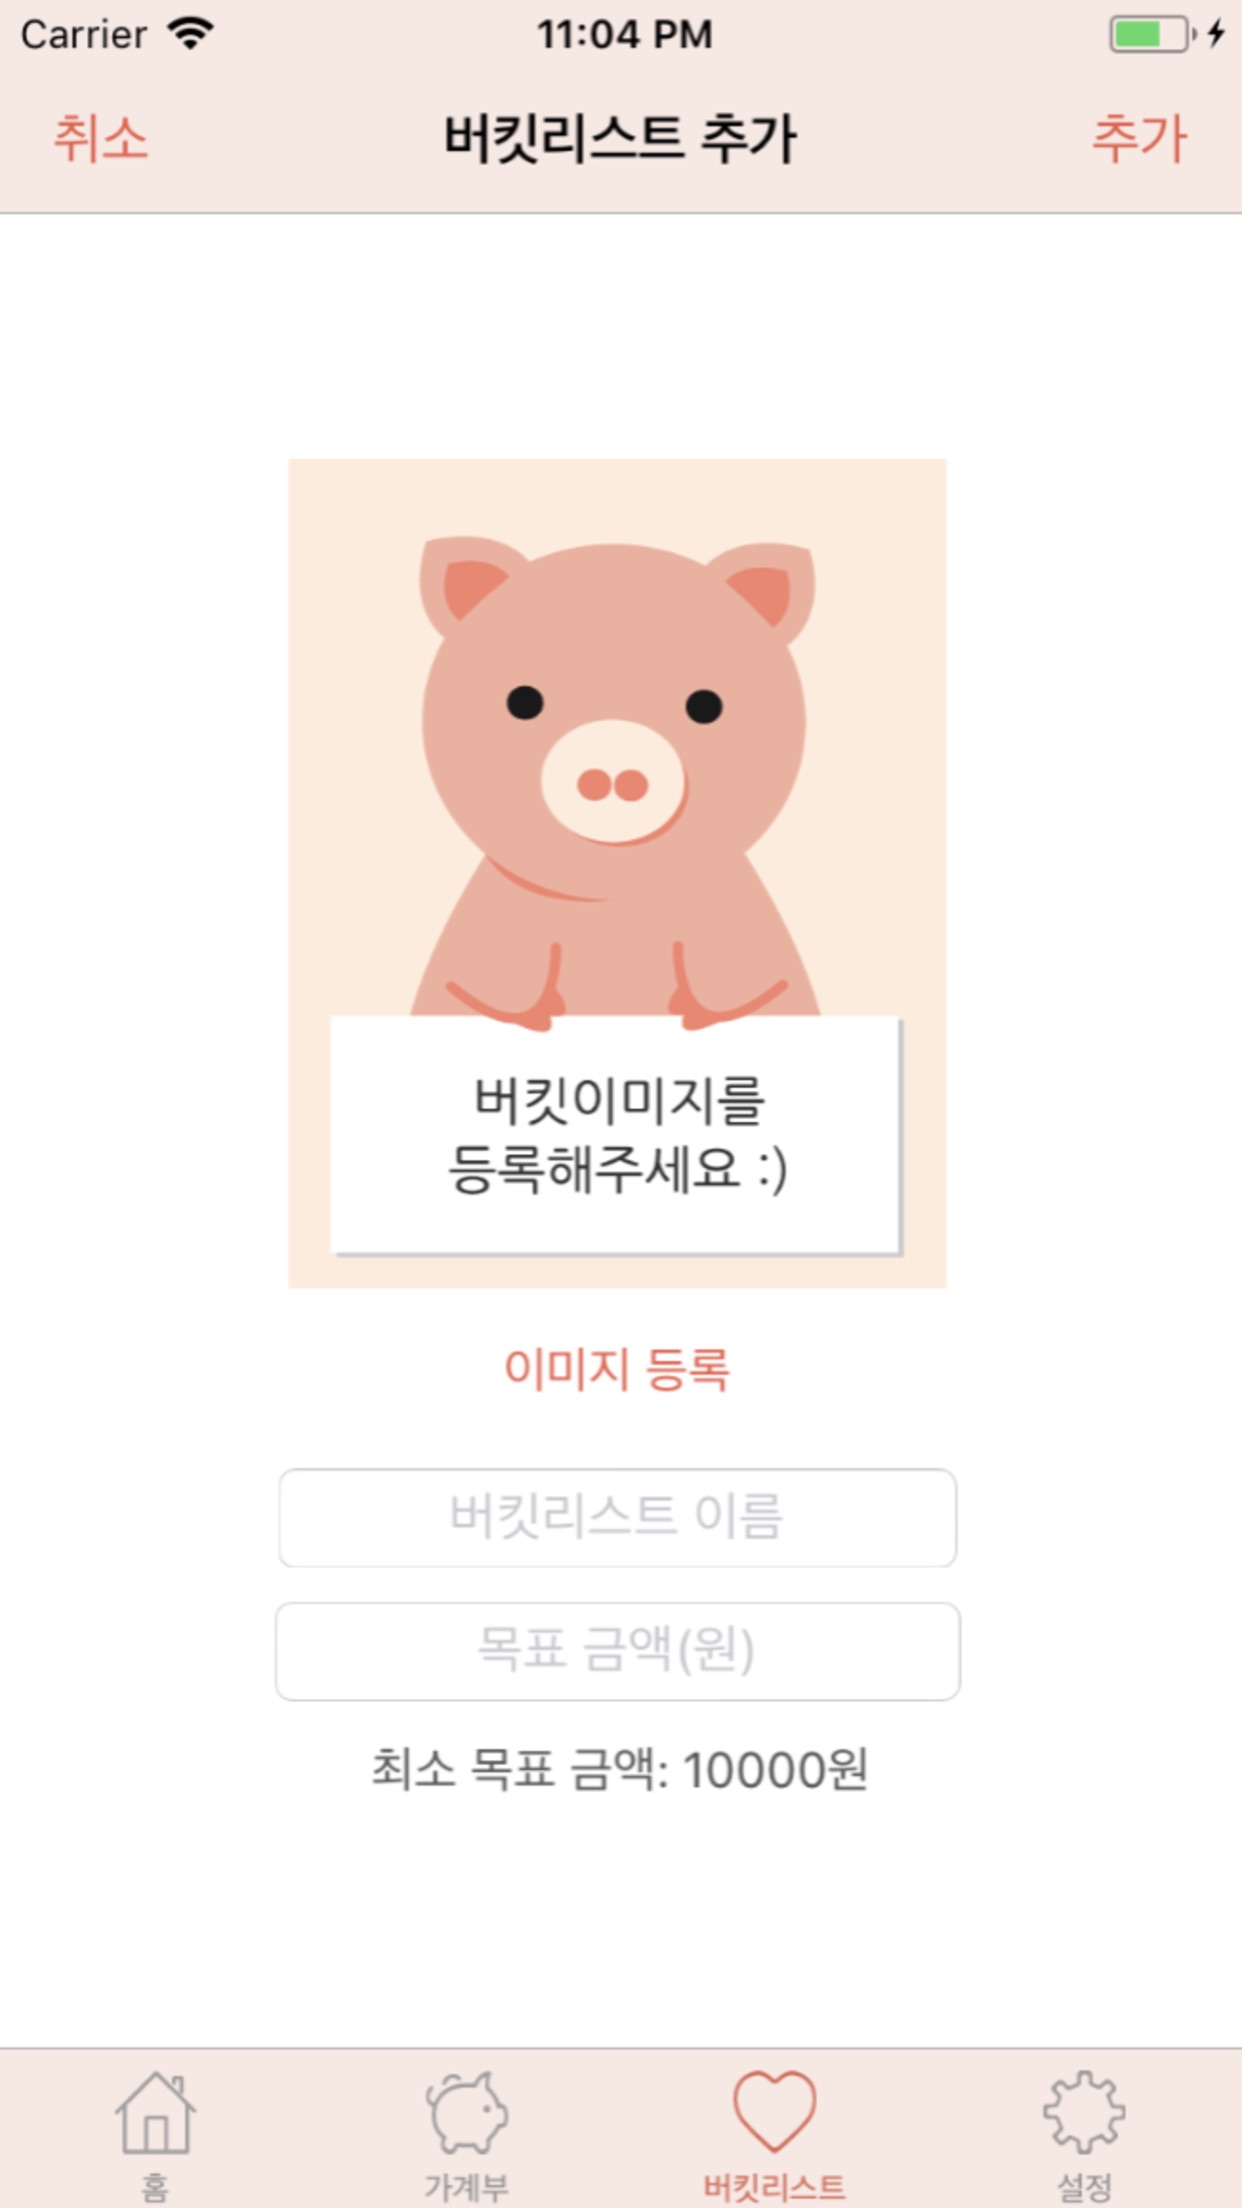 Carrier 11:04 PM
취소 버킷리스트 추가 추가
버킷이미지를
등록해주세요 :)
이미지 등록
버킷리스트 이름
목표 금액(원)
최소 목표 금액: 10000원
홈 가계부 버킷리스트 설정